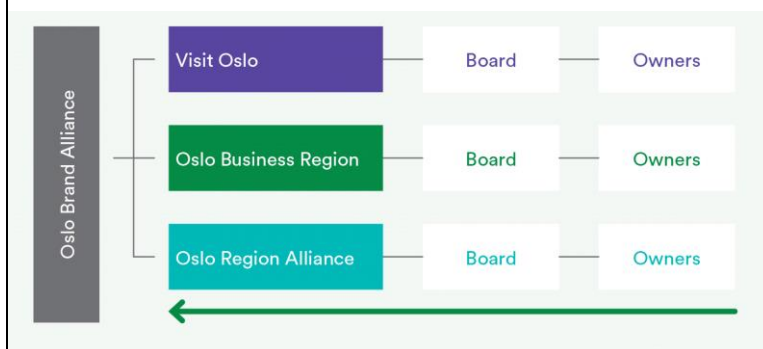 Oslo Brand Alliance
Visit Oslo
Board
Owners
Oslo Business Region
Board
Owners
Oslo Region Alliance
Board
Owners